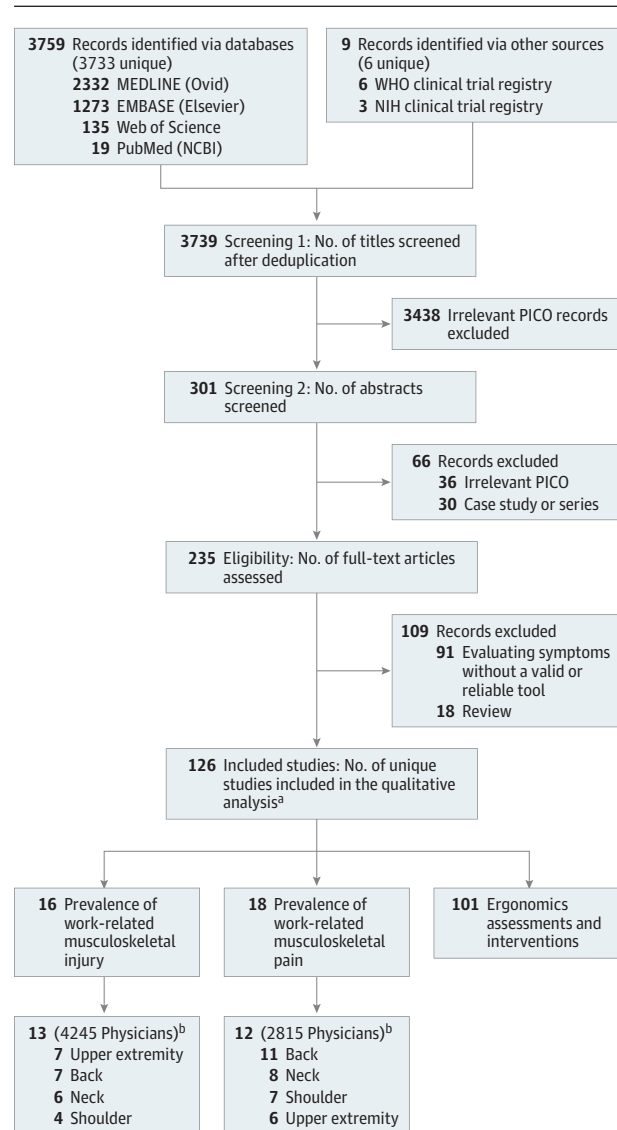 3759 Records identified via databases
(3733 unique)
2332 MEDLINE (Ovid)
1273 EMBASE (Elsevier)
135 Web of Science
19 PubMed (NCBI)
9 Records identified via other sources
(6 unique)
6 WHO clinical trial registry
3 NIH clinical trial registry
3739 Screening 1: No. of titles screened
after deduplication
3438 Irrelevant PICO records
excluded
301 Screening 2: No. of abstracts
screened
66 Records excluded
36 Irrelevant PICO
30 Case study or series
235 Eligibility: No. of full-text articles
assessed
109 Records excluded
91 Evaluating symptoms
without a valid or
reliable tool
18 Review
126 Included studies: No. of unique
studies included in the qualitative
analysisa
16 Prevalence of
work-related
musculoskeletal
injury
18 Prevalence of
work-related
musculoskeletal
pain
101 Ergonomics
assessments and
interventions
13 (4245 Physicians)b
7 Upper extremity
7 Back
6 Neck
4 Shoulder
12 (2815 Physicians)b
11 Back
8 Neck
7 Shoulder
6 Upper extremity